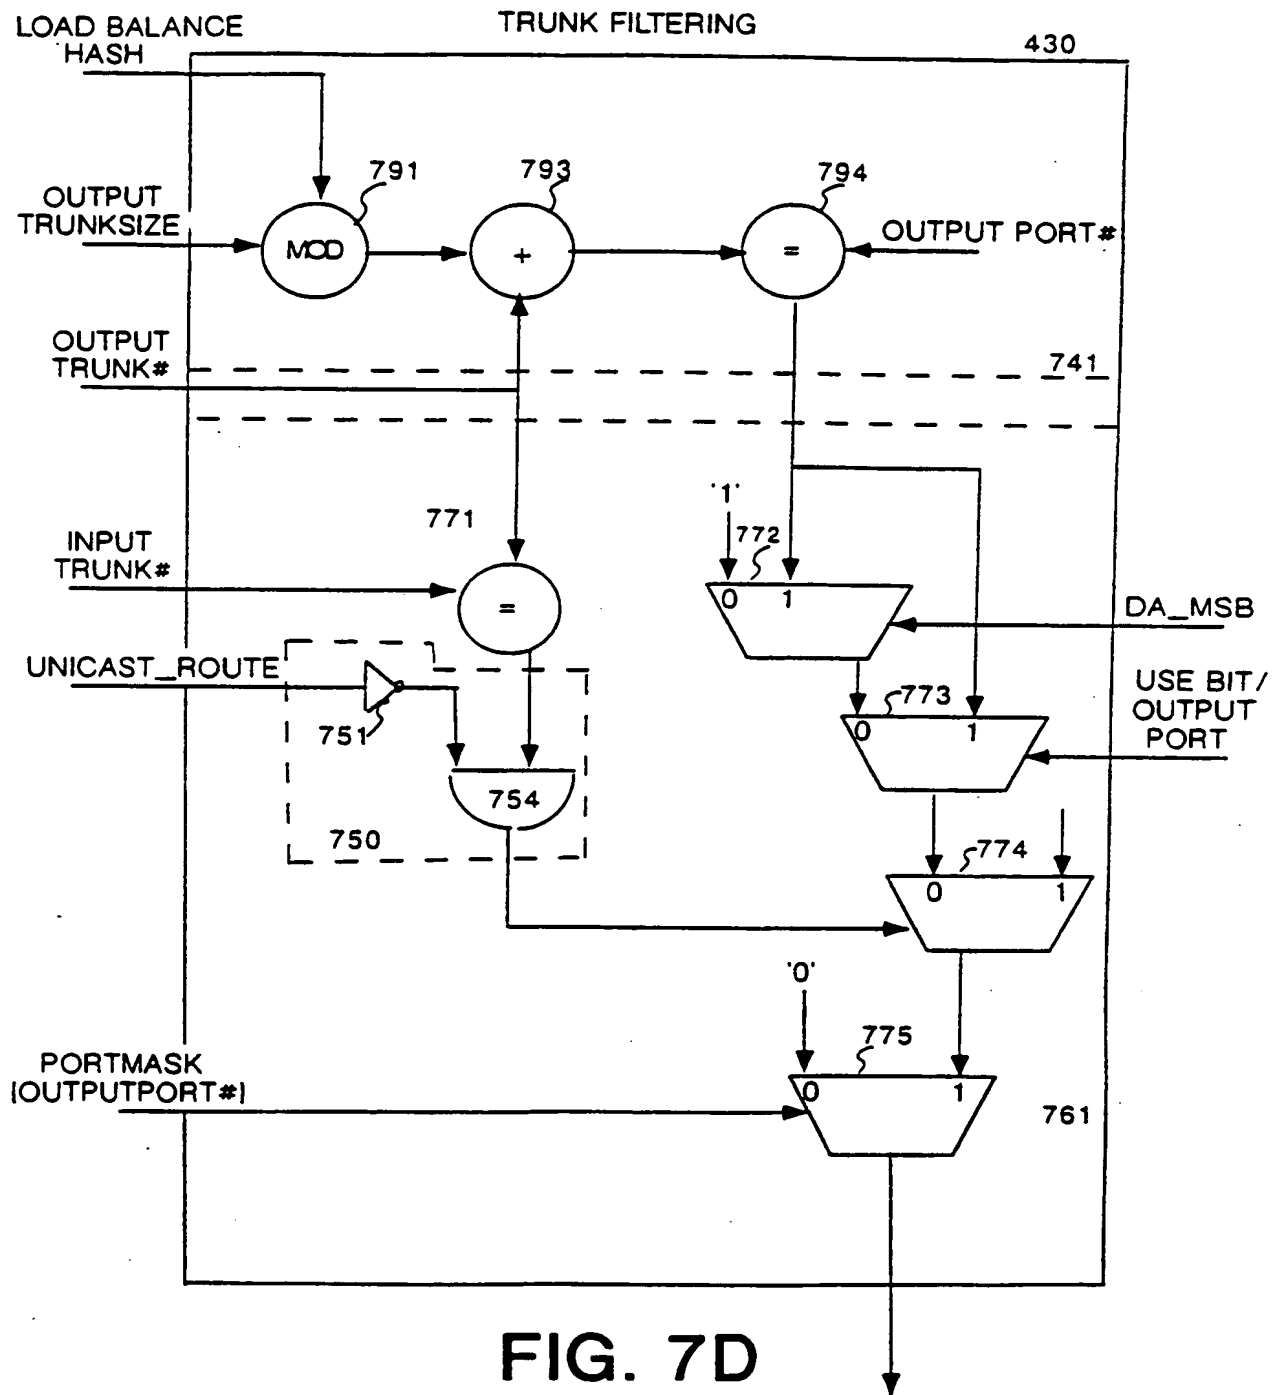 LOAD BALANCE
HASH
TRUNK FILTERING
430
791
793
794
OUTPUT
TRUNKSIZE
MOD
+
=
OUTPUT PORT#
OUTPUT
TRUNK#
741
'1'
771
772
INPUT
TRUNK#
=
0 1
DA_MSB
UNICAST_ROUTE
751
773
0 1
USE BIT/
OUTPUT
PORT
754
750
774
0 1
'0'
775
PORTMASK
[OUTPUTPORT#]
0 1
761
FIG. 7D